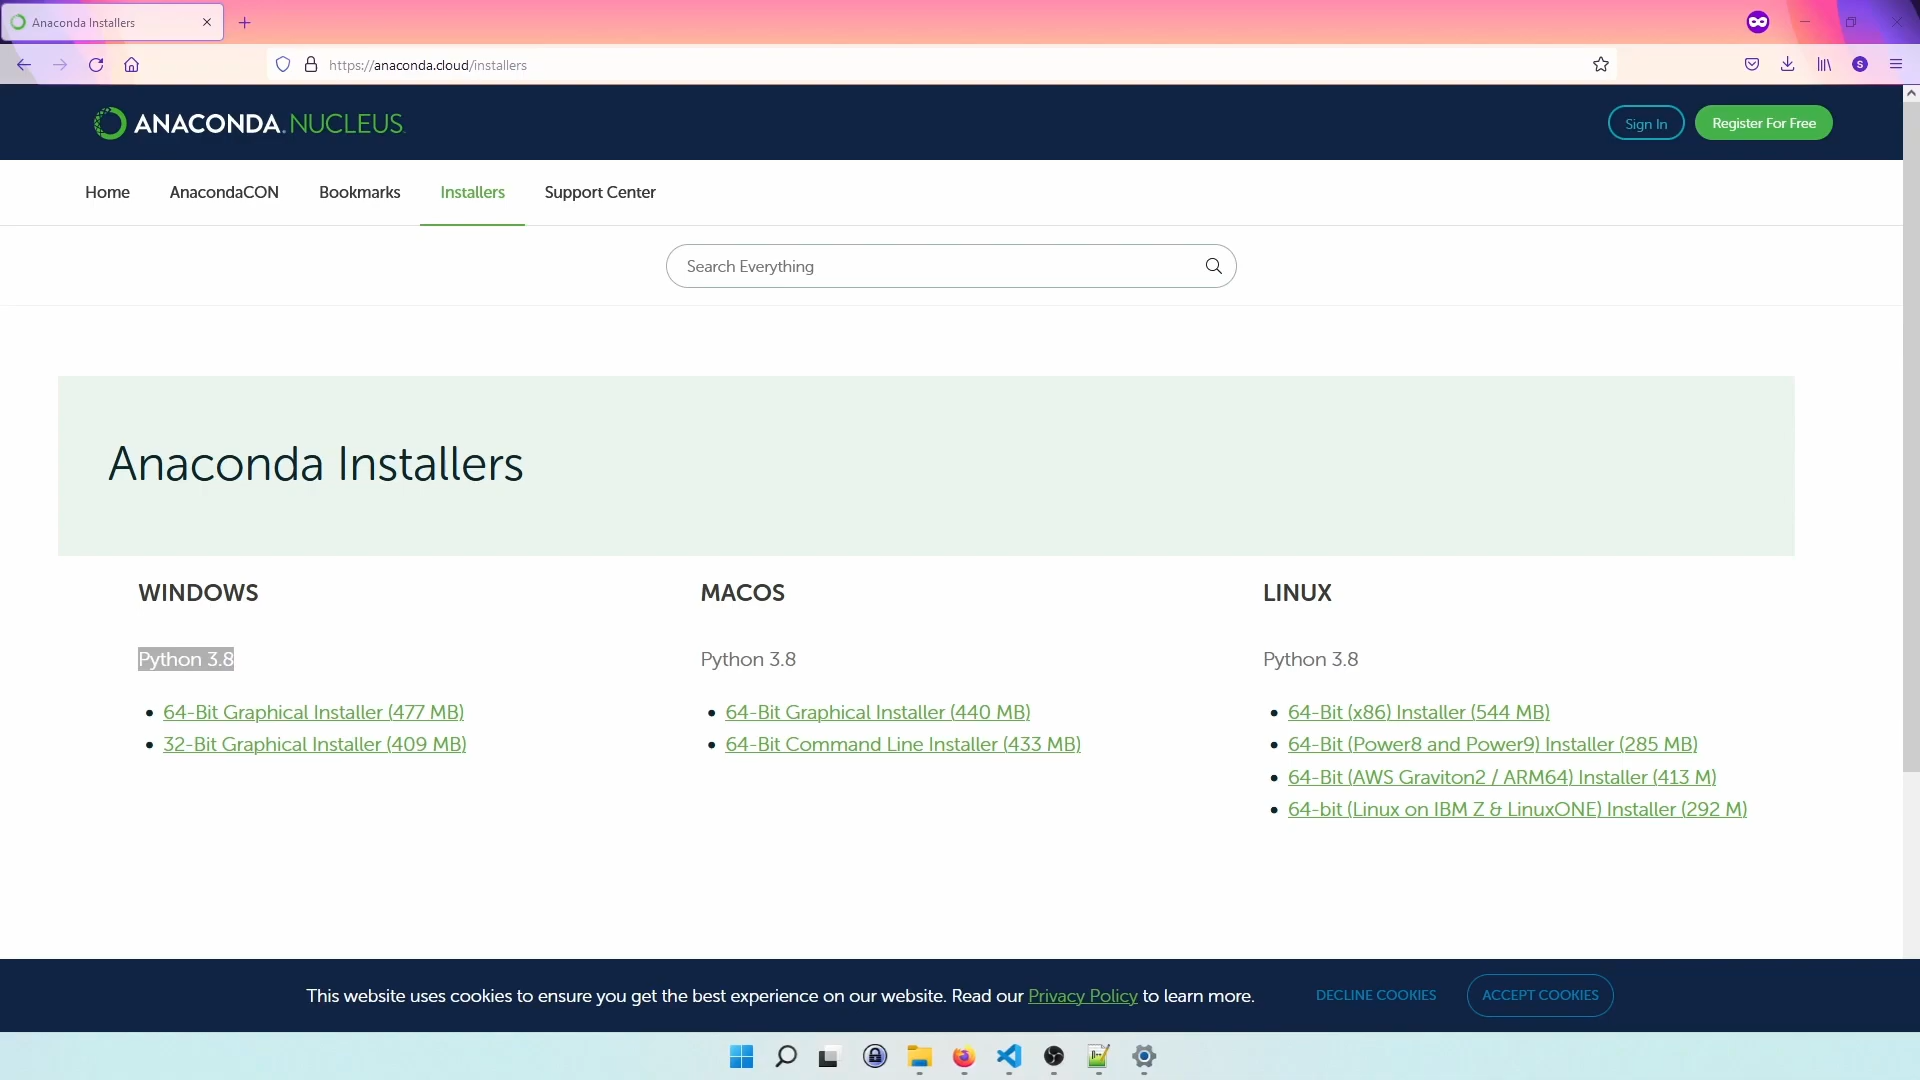 Anaconda Installers
https://anaconda.cloud/installers
S
ANACONDA.NUCLEUS.
Sign In
Register For Free
Home
AnacondaCON
Bookmarks
Installers
Support Center
Search Everything
Anaconda Installers
WINDOWS
Python 3.8
64-Bit Graphical Installer (477 MB)
32-Bit Graphical Installer (409 MB)
MACOS
Python 3.8
64-Bit Graphical Installer (440 MB)
64-Bit Command Line Installer (433 MB)
LINUX
Python 3.8
64-Bit (x86) Installer (544 MB)
64-Bit (Power8 and Power9) Installer (285 MB)
64-Bit (AWS Graviton2 / ARM64) Installer (413 M)
64-bit (Linux on IBM Z & LinuxONE) Installer (292 M)
This website uses cookies to ensure you get the best experience on our website. Read our Privacy Policy to learn more.
DECLINE COOKIES
ACCEPT COOKIES